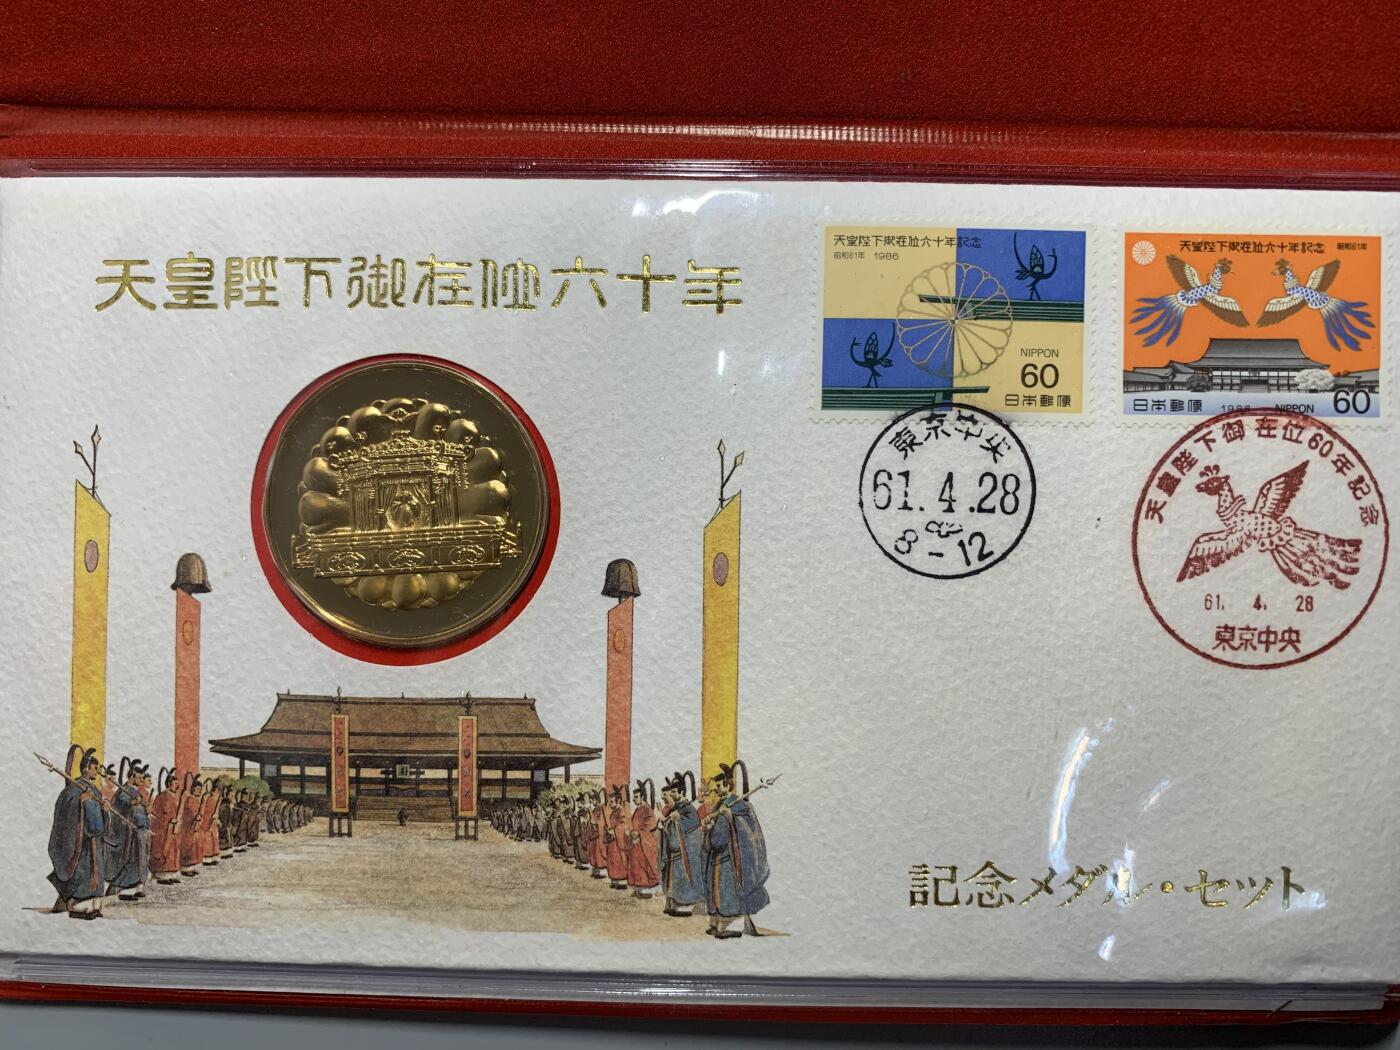 天皇陛下御在位六十年
天皇陛下御在位六十年記念
昭和61年 1986
NIPPON
60
日本郵便
天皇陛下御在位六十年記念
昭和61年
日本郵便 1986 NIPPON 60
東京中央
61.4.28
8-12
天皇陛下御在位60年記念
61. 4. 28
東京中央
記念メダル・セット